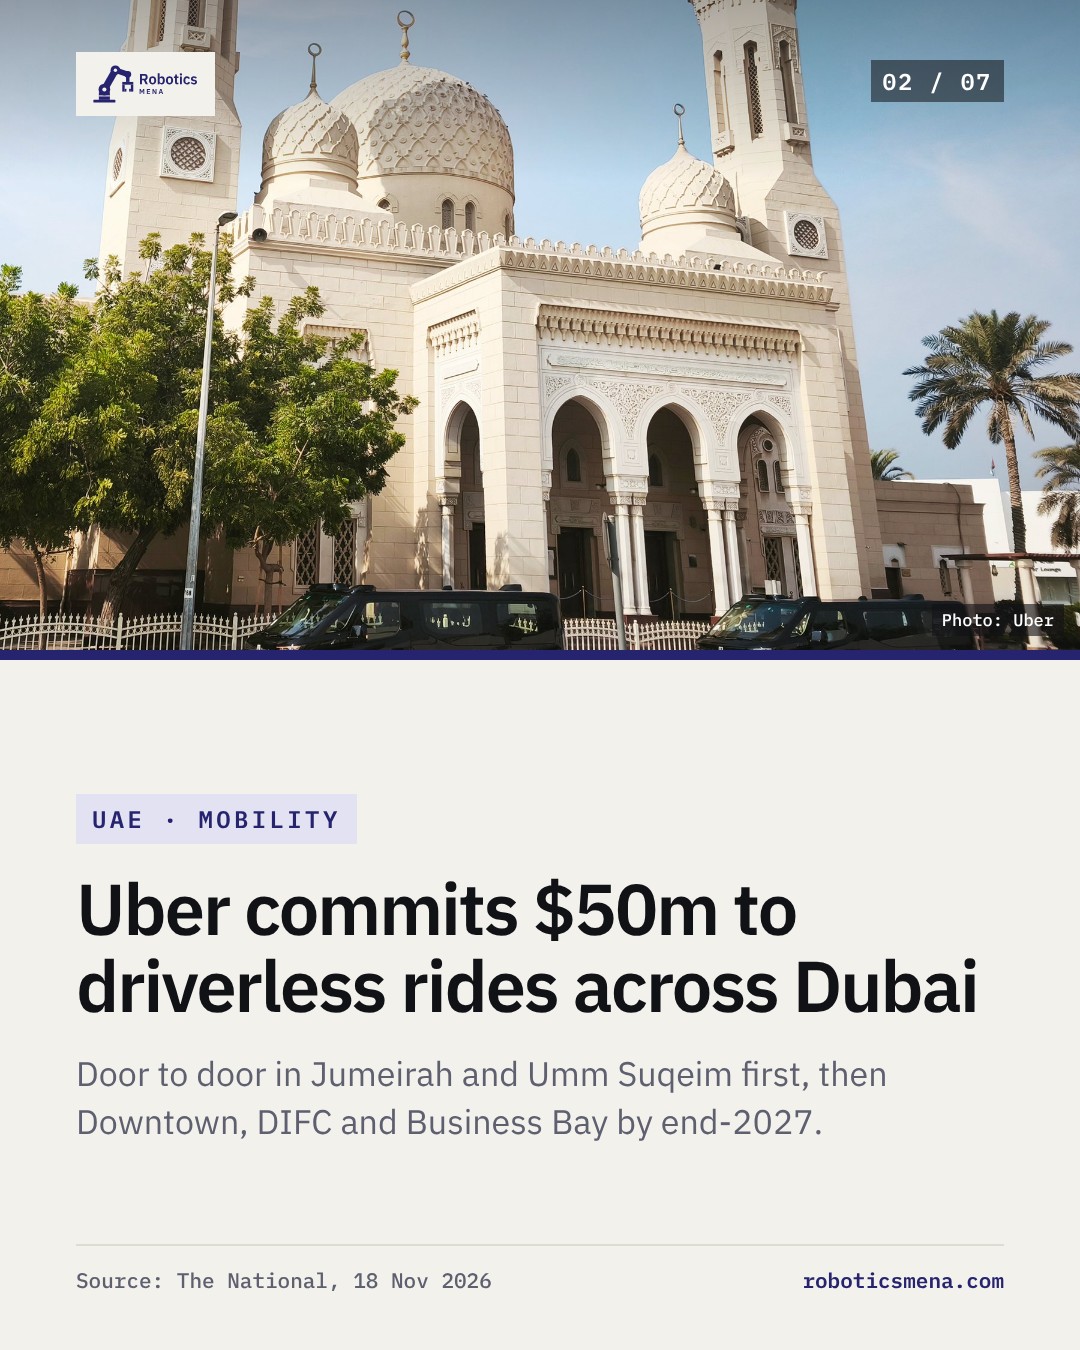 Robotics
MENA
02 / 07
Photo: Uber
UAE · MOBILITY
Uber commits $50m to
driverless rides across Dubai
Door to door in Jumeirah and Umm Suqeim first, then
Downtown, DIFC and Business Bay by end-2027.
Source: The National, 18 Nov 2026
roboticsmena.com